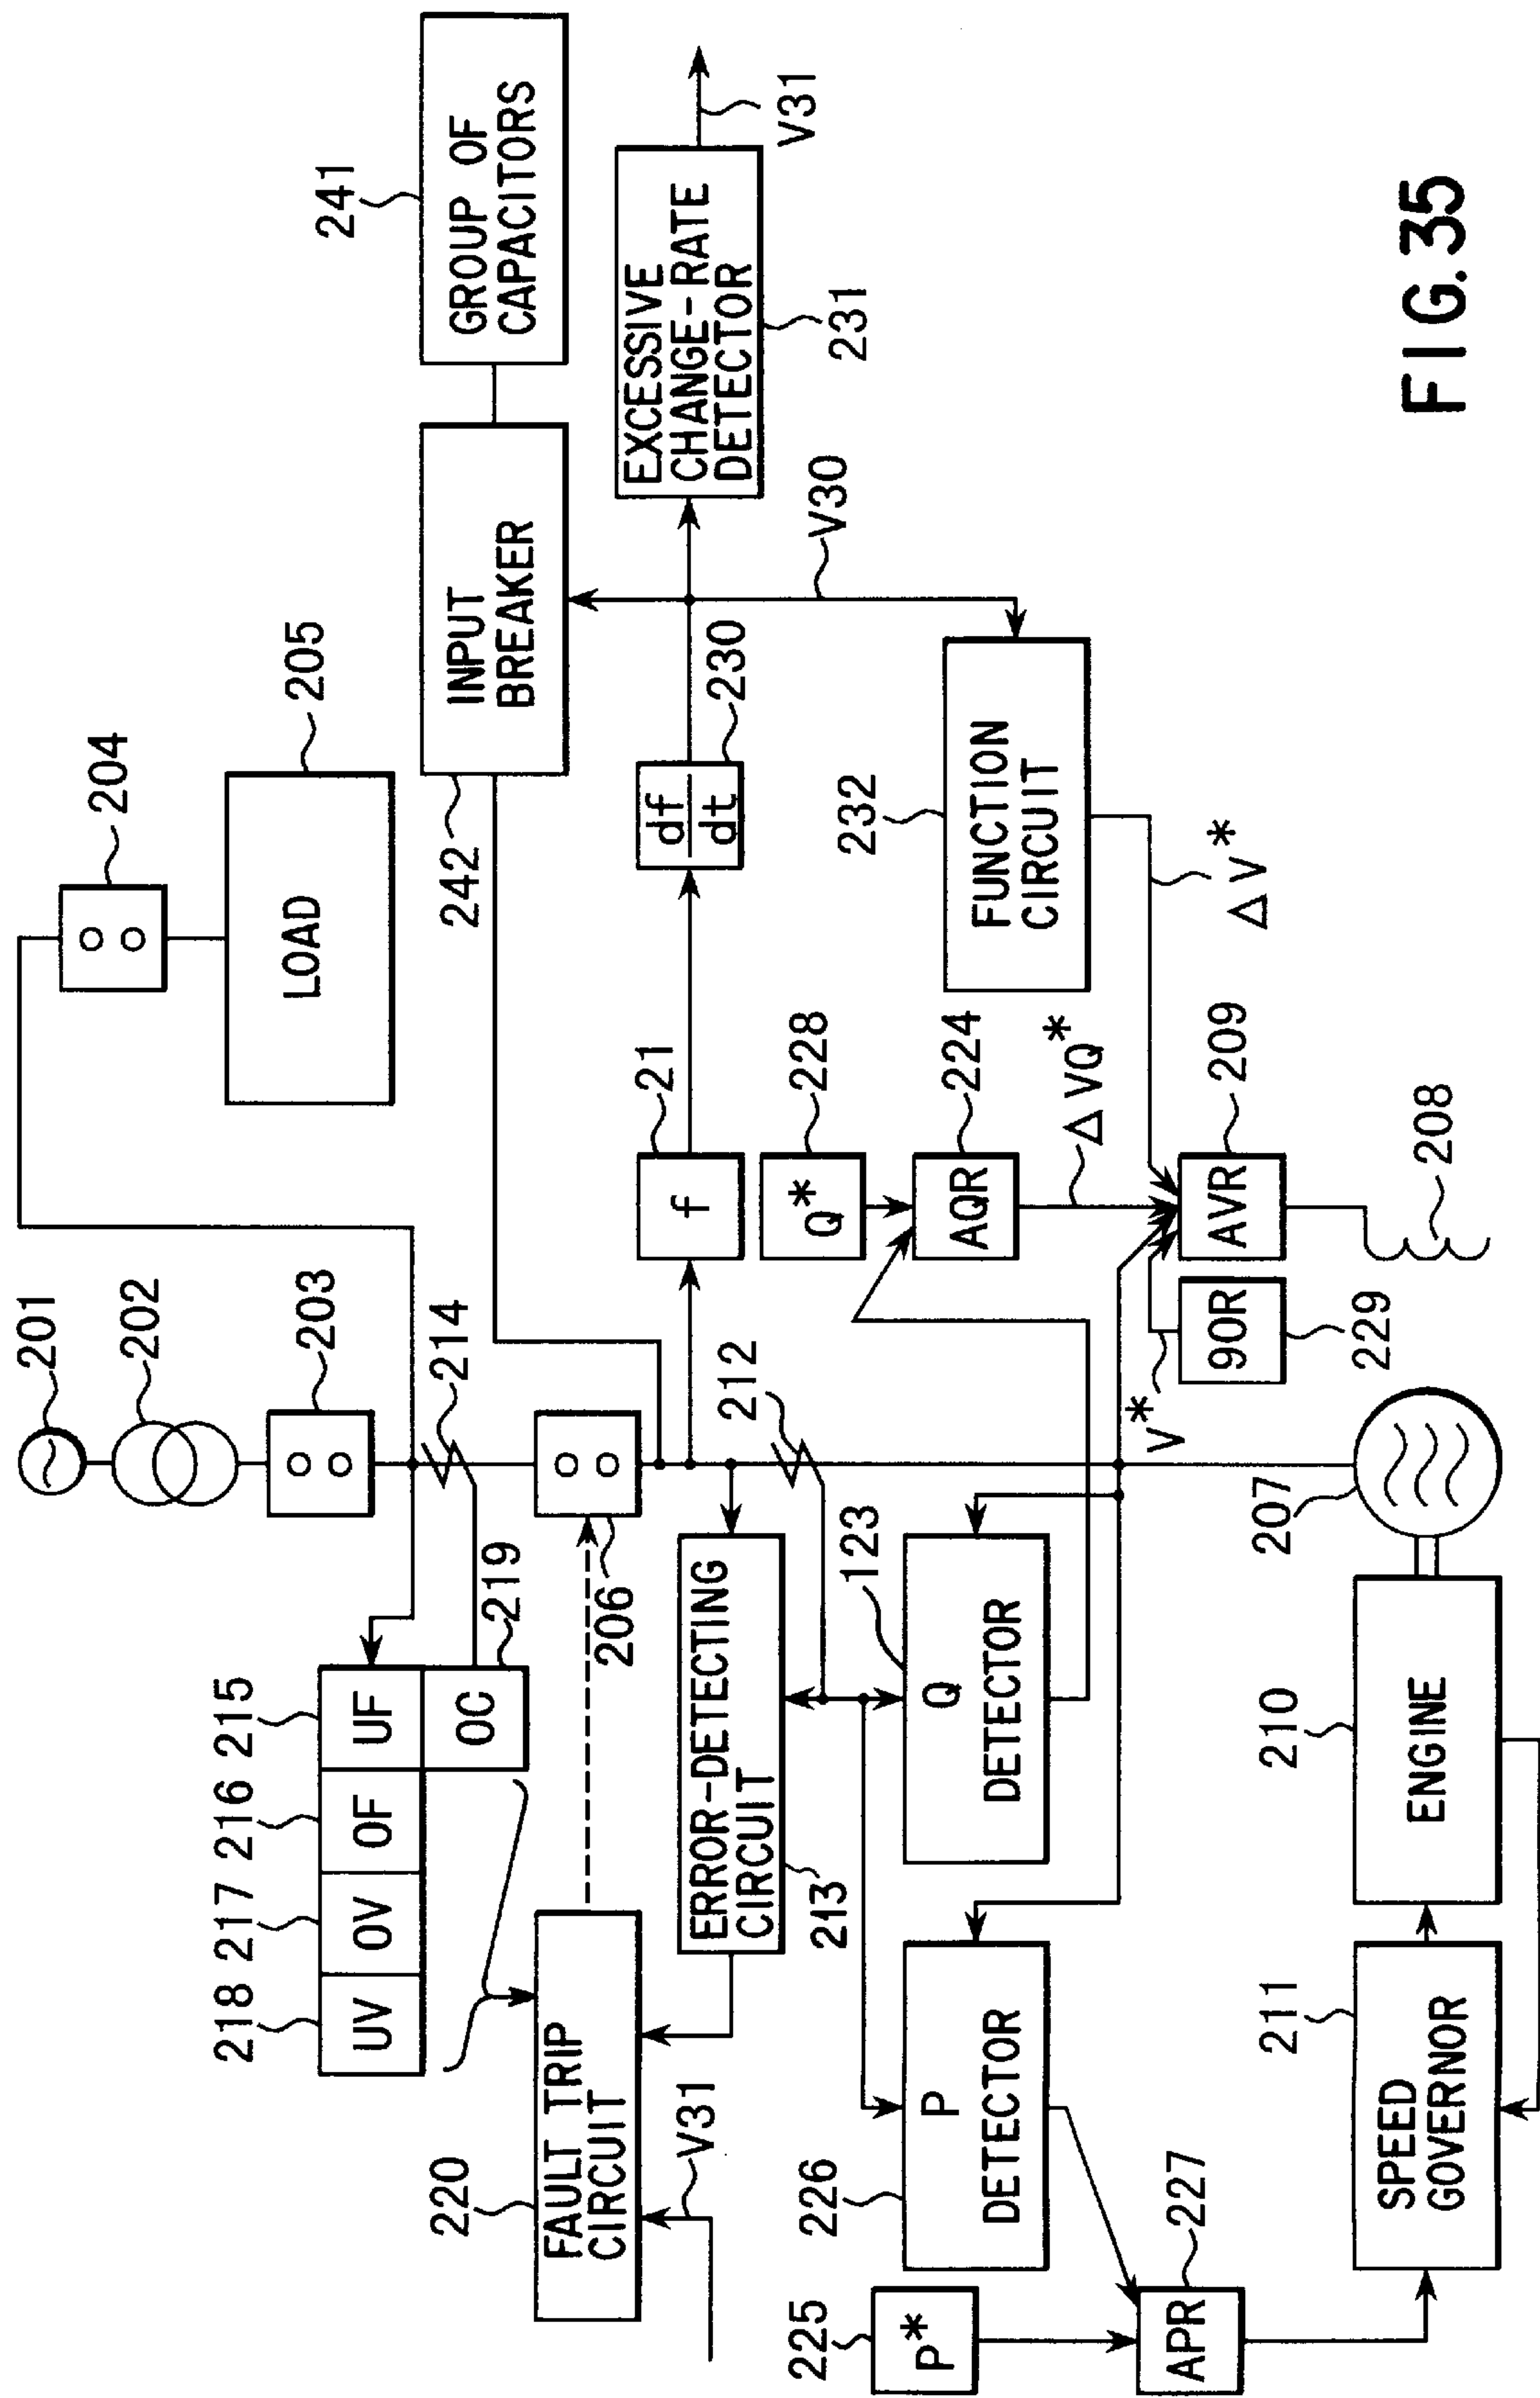 201
202
203
204
205
LOAD
214
218
217
216
215
UV
OV
OF
UF
OC
219
220
FAULT TRIP
CIRCUIT
V31
206
242
INPUT
BREAKER
241
GROUP OF
CAPACITORS
ERROR-DETECTING
CIRCUIT
213
212
21
f
df
dt
230
EXCESSIVE
CHANGE-RATE
DETECTOR
231
V31
V30
225
P*
226
P
DETECTOR
123
Q
DETECTOR
228
Q*
224
AQR
ΔVQ*
232
FUNCTION
CIRCUIT
ΔV*
227
APR
V*
90R
229
AVR
209
208
211
SPEED
GOVERNOR
210
ENGINE
207
FIG. 35